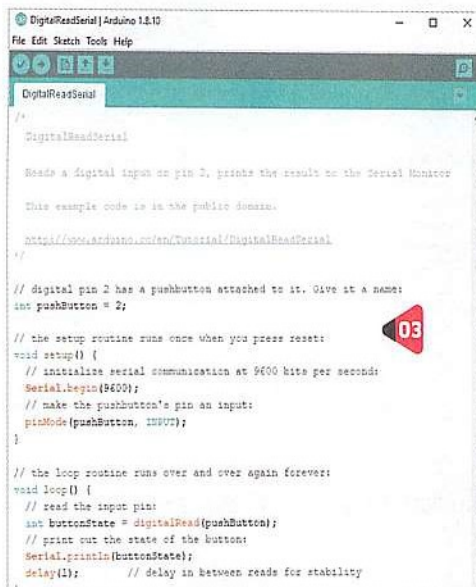 DigitalReadSerial | Arduino 1.8.10
File Edit Sketch Tools Help
DigitalReadSerial
/*
DigitalReadSerial
Reads a digital input on pin 2, prints the result to the Serial Monitor
This example code is in the public domain.
http://www.arduino.cc/en/Tutorial/DigitalReadSerial
*/
// digital pin 2 has a pushbutton attached to it. Give it a name:
int pushButton = 2;
03
// the setup routine runs once when you press reset:
void setup() {
// initialize serial communication at 9600 bits per second:
Serial.begin(9600);
// make the pushbutton's pin an input:
pinMode(pushButton, INPUT);
}
// the loop routine runs over and over again forever:
void loop() {
// read the input pin:
int buttonState = digitalRead(pushButton);
// print out the state of the button:
Serial.println(buttonState);
delay(1); // delay in between reads for stability